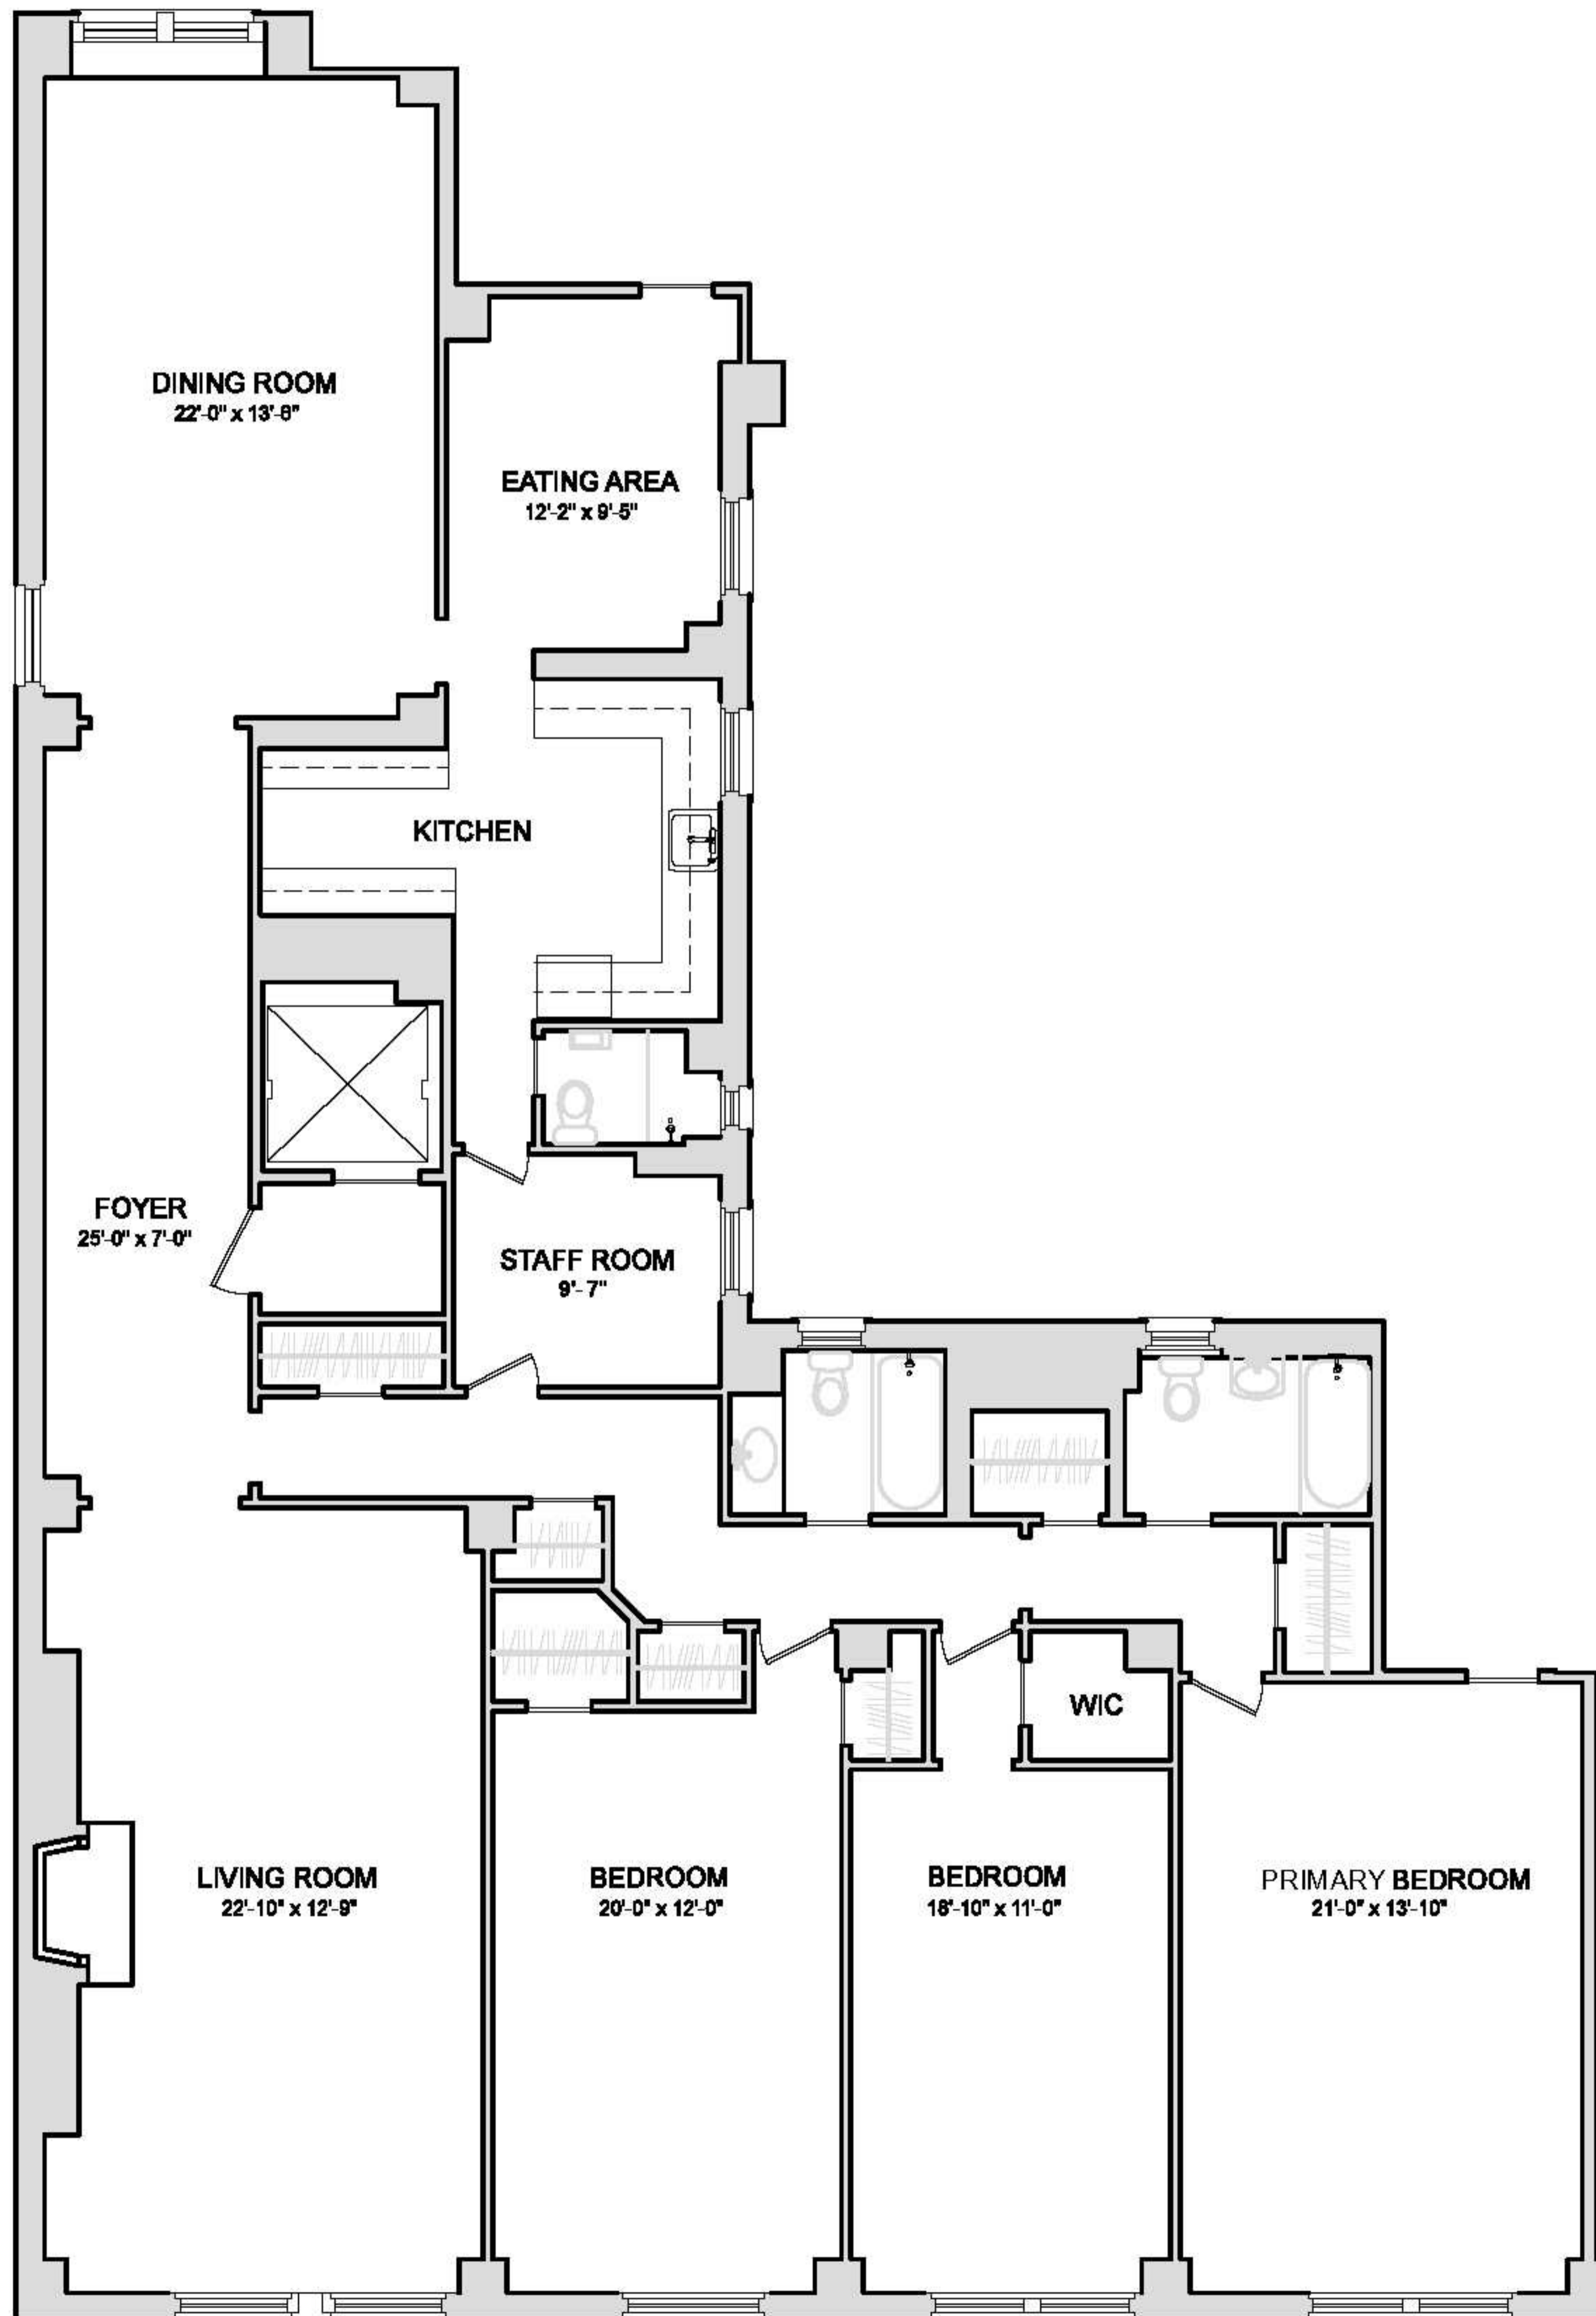 DINING ROOM
22'-0" x 13'-6"
EATING AREA
12'-2" x 9'-5"
KITCHEN
FOYER
25'-0" x 7'-0"
STAFF ROOM
9'- 7"
WIC
LIVING ROOM
22'-10" x 12'-9"
BEDROOM
20'-0" x 12'-0"
BEDROOM
18'-10" x 11'-0"
PRIMARY BEDROOM
21'-0" x 13'-10"